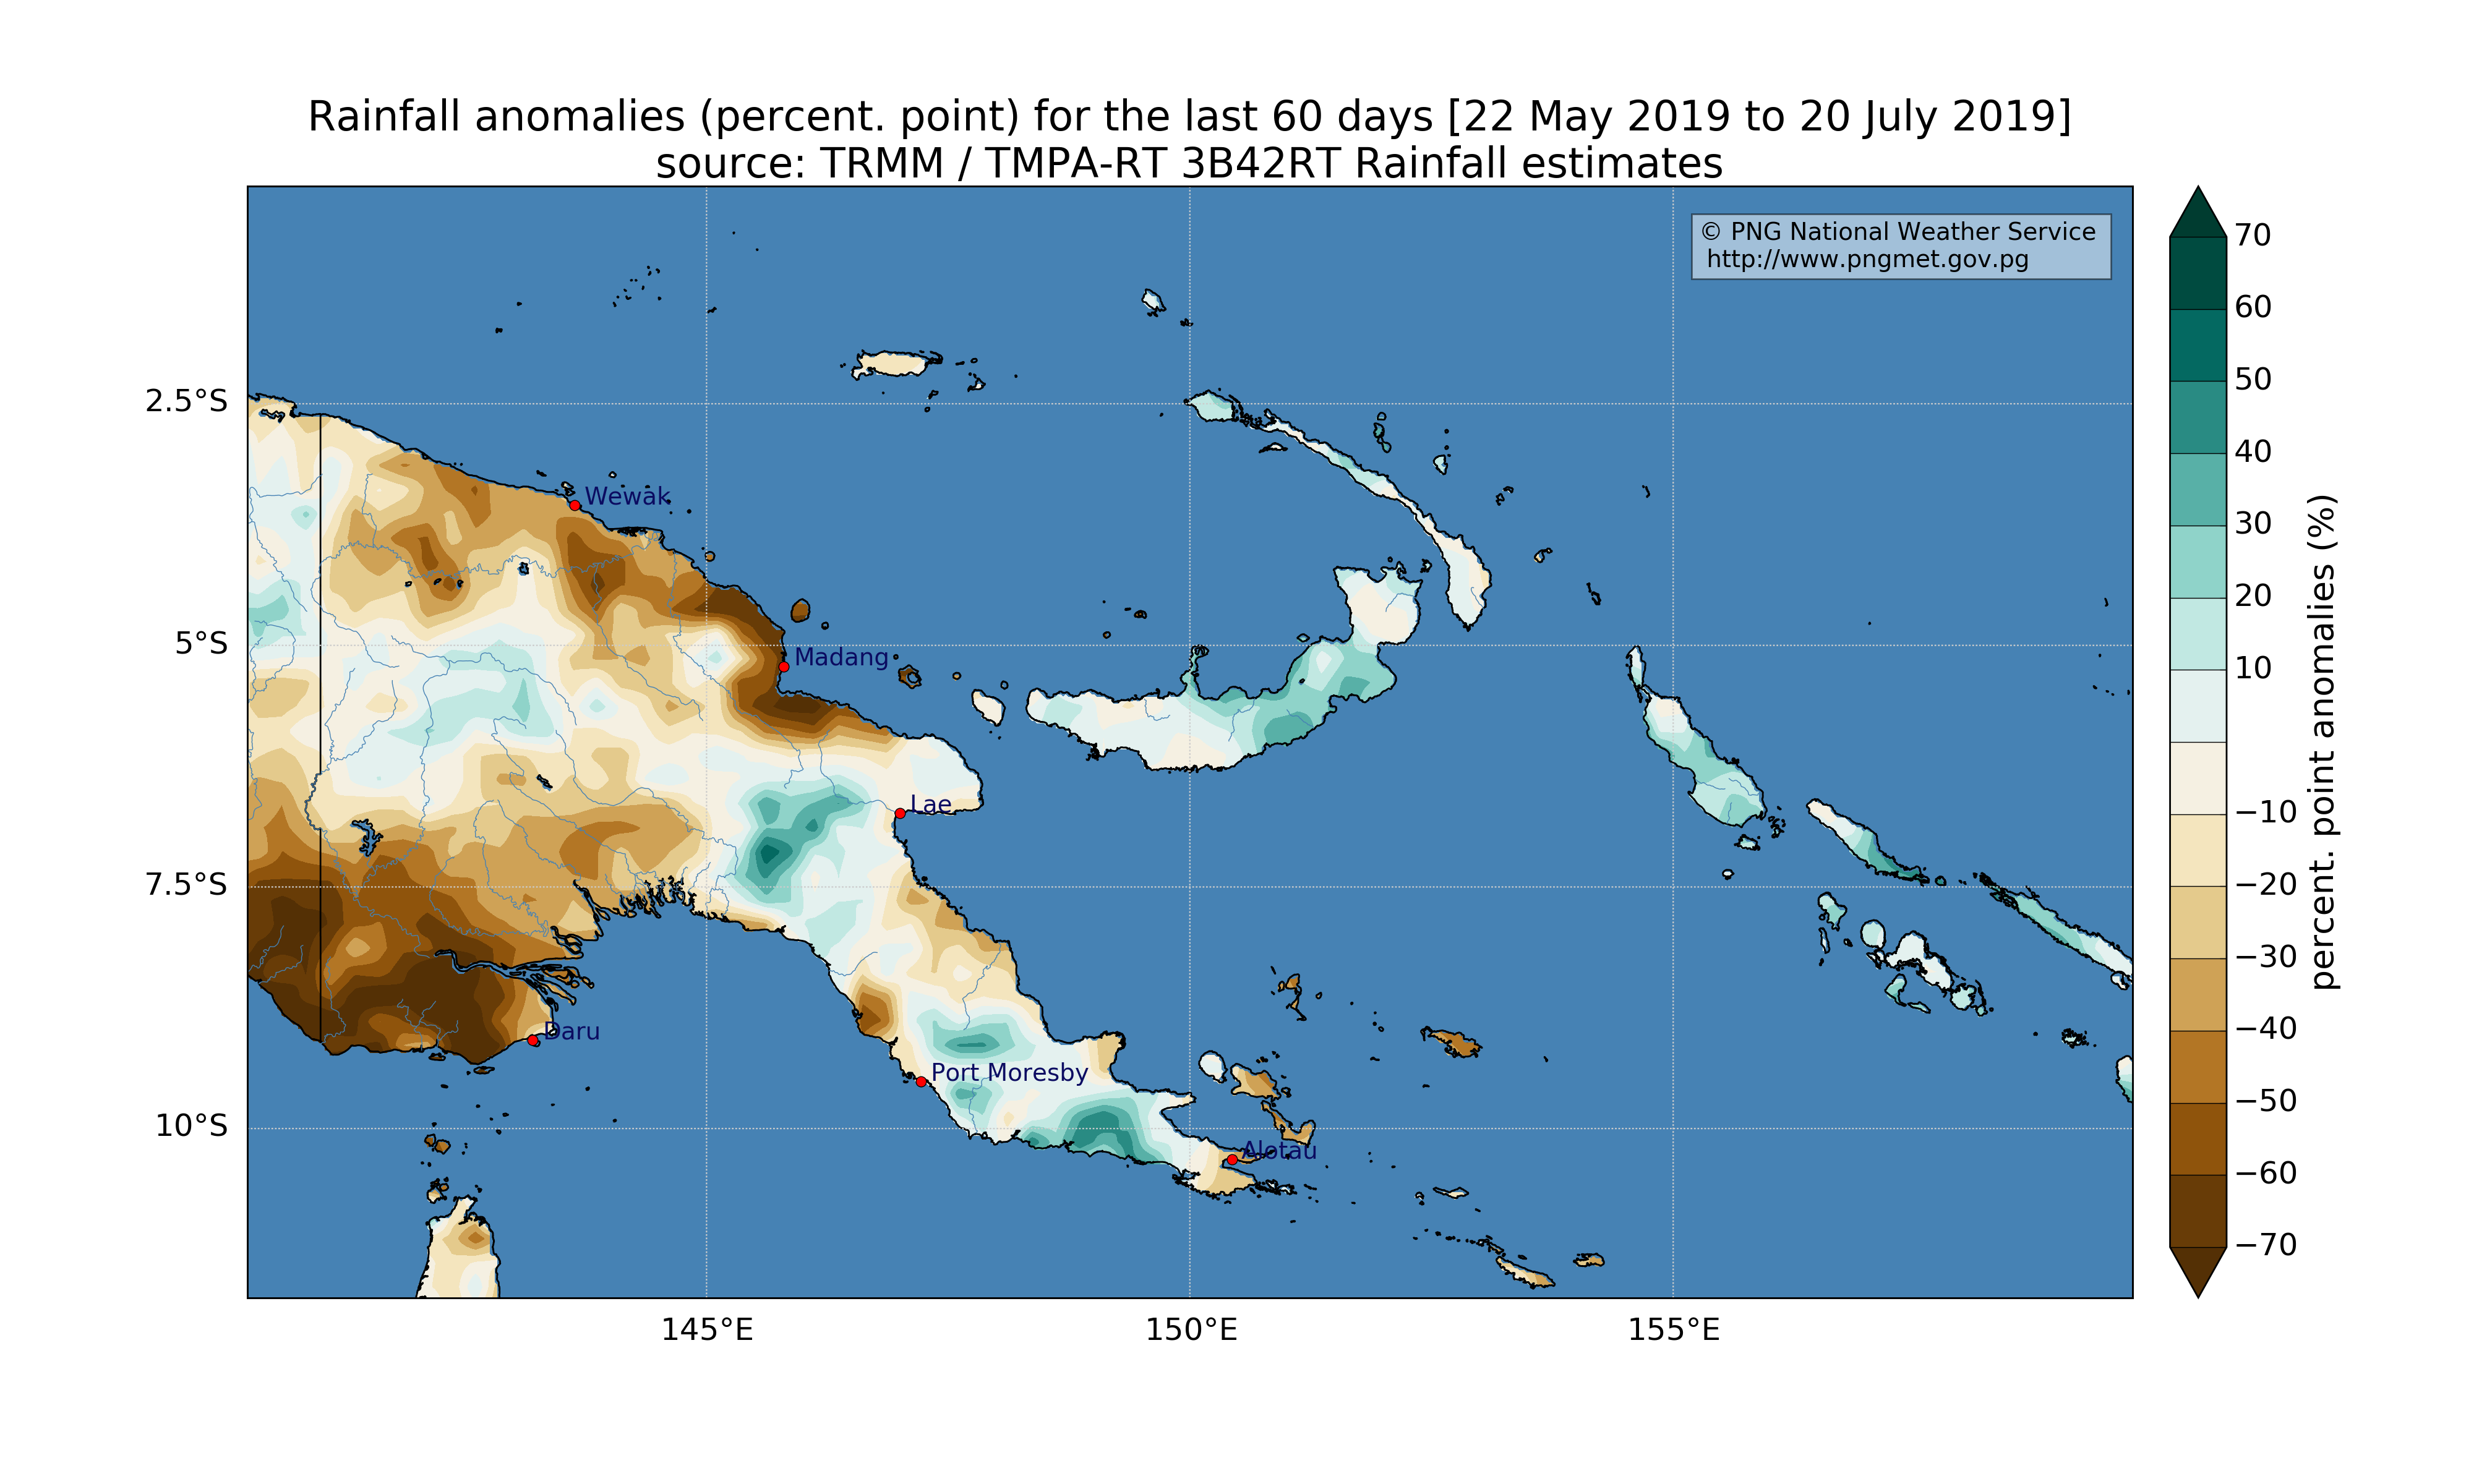 Rainfall anomalies (percent. point) for the last 60 days [22 May 2019 to 20 July 2019]
source: TRMM / TMPA-RT 3B42RT Rainfall estimates
© PNG National Weather Service
http://www.pngmet.gov.pg
2.5°S
5°S
7.5°S
10°S
Wewak
Madang
Lae
Daru
Port Moresby
Alotau
145°E
150°E
155°E
70
60
50
40
30
20
10
−10
−20
−30
−40
−50
−60
−70
percent. point anomalies (%)